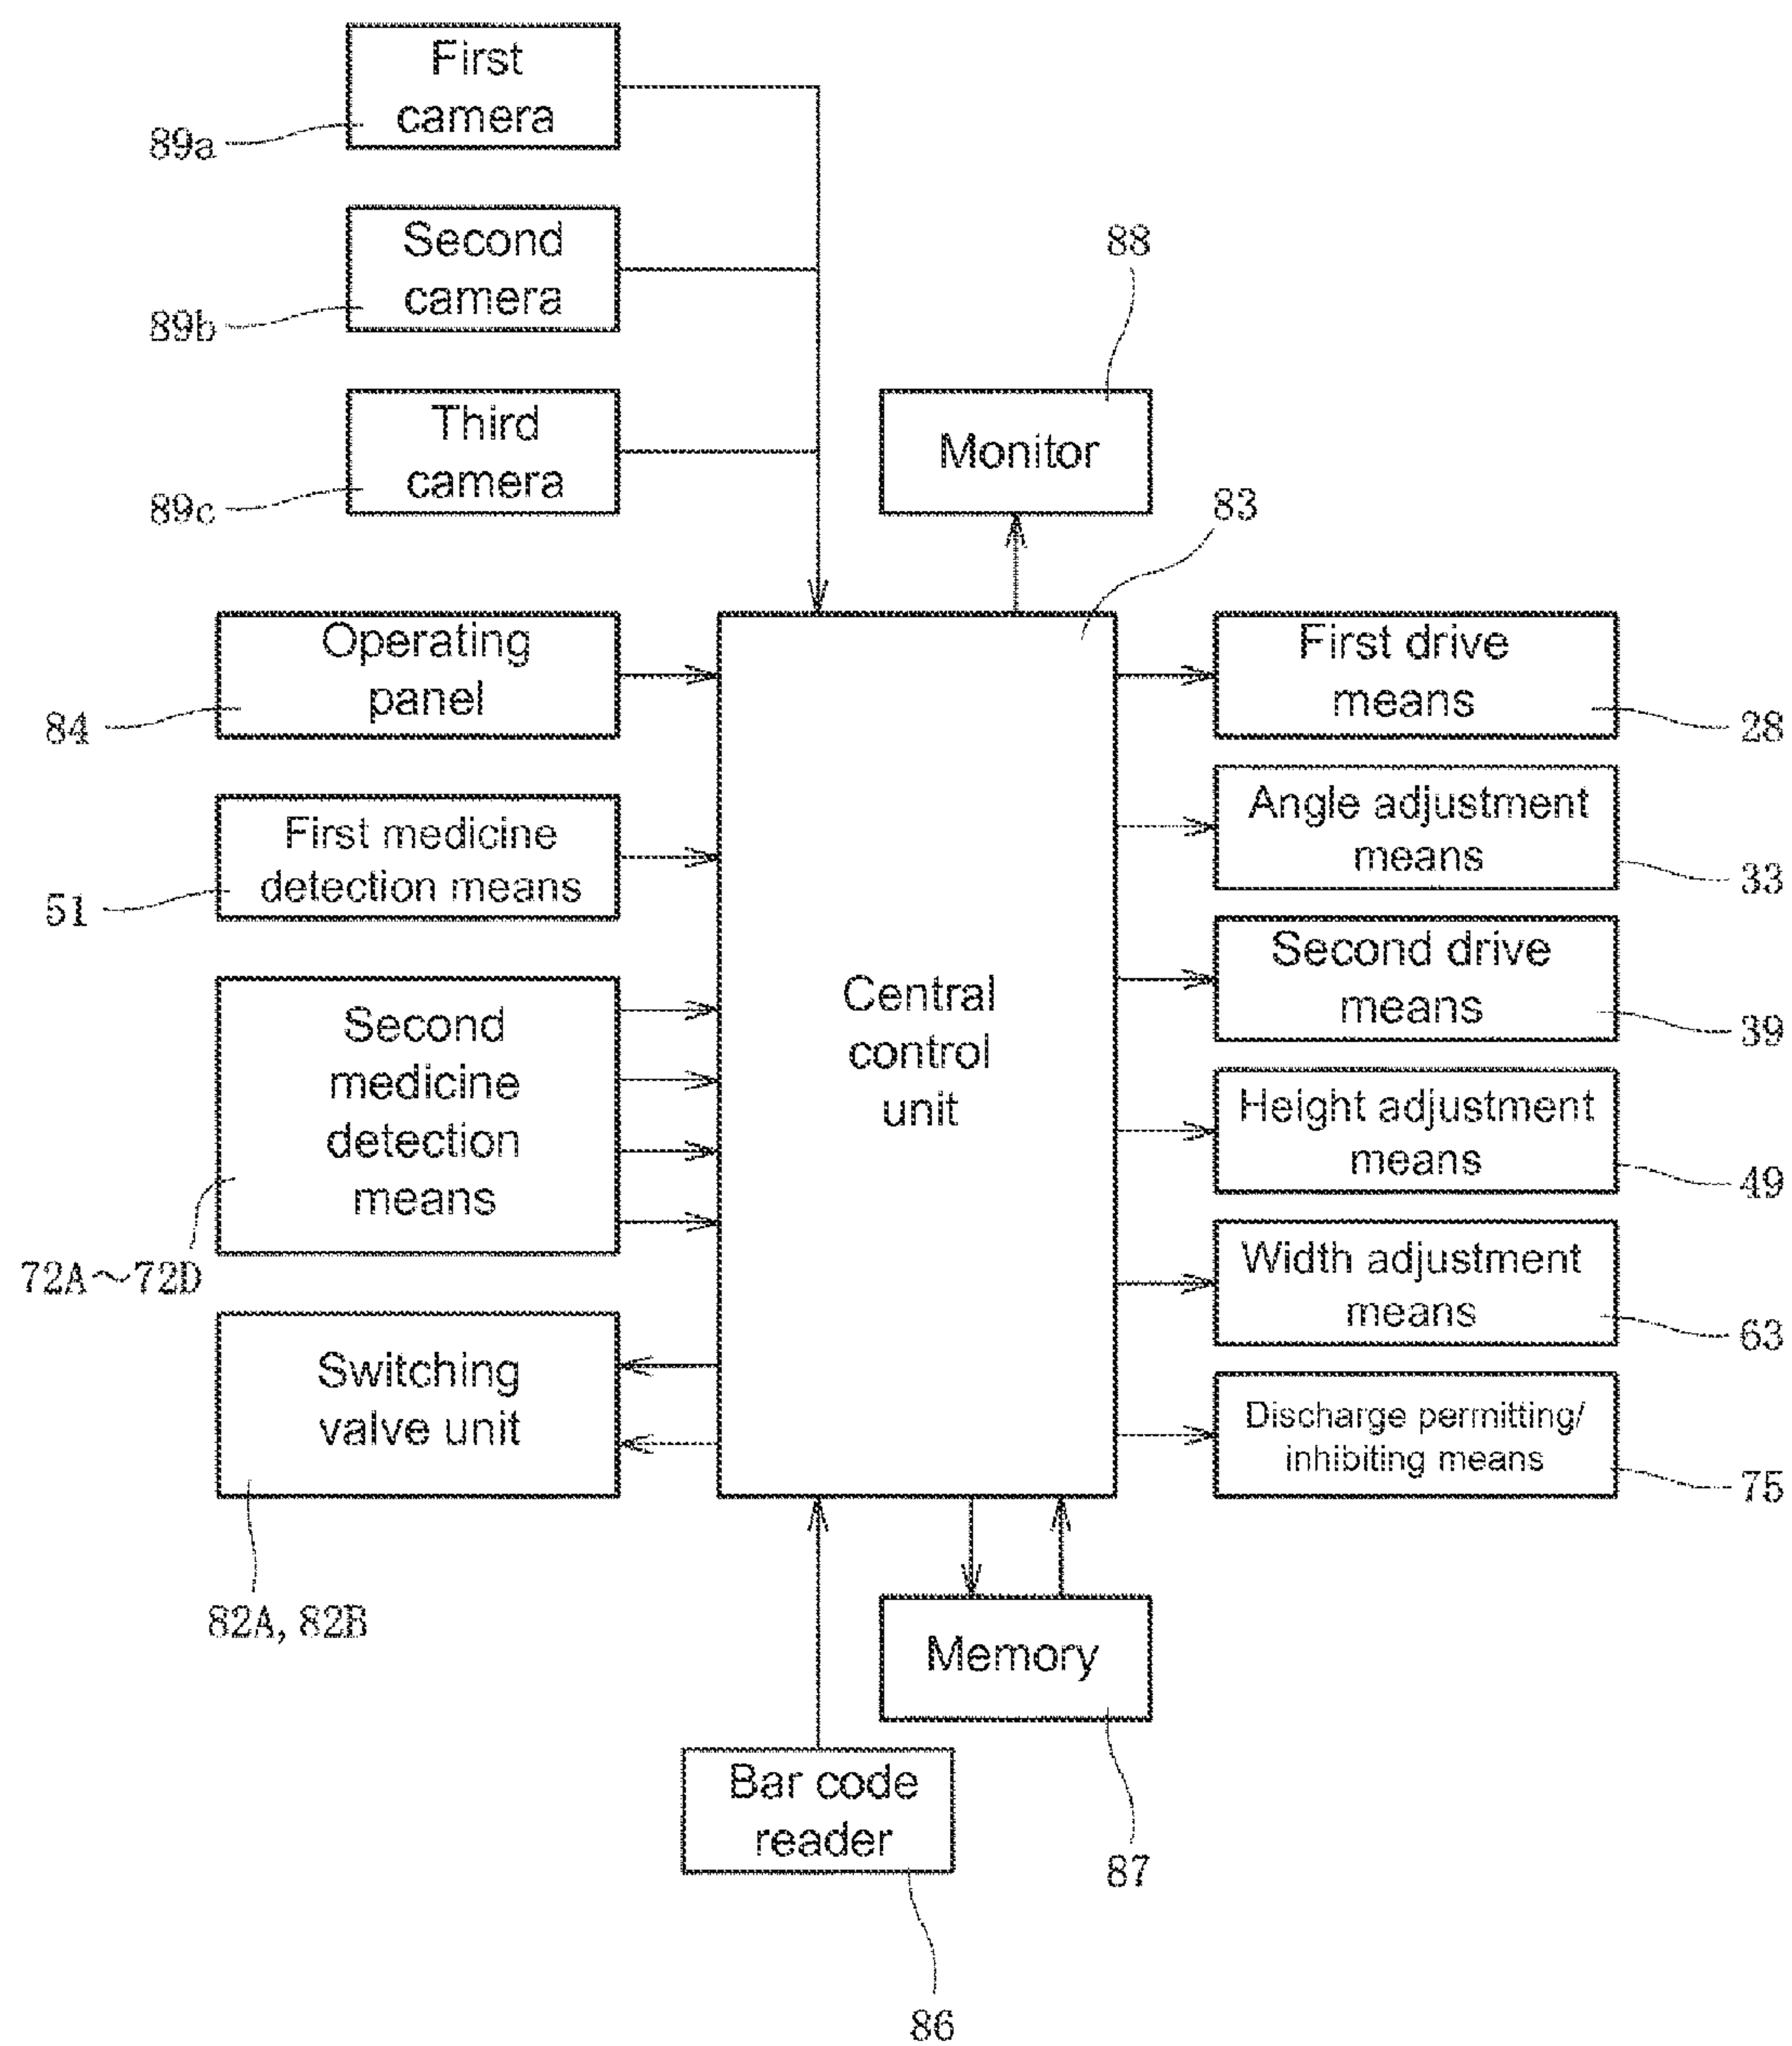 First
camera
89a
Second
camera
89b
Third
camera
89c
88
Monitor
83
Operating
panel
84
First medicine
detection means
51
Second
medicine
detection
means
72A～72D
Switching
valve unit
82A, 82B
Central
control
unit
First drive
means
28
Angle adjustment
means
33
Second drive
means
39
Height adjustment
means
49
Width adjustment
means
63
Discharge permitting/
inhibiting means
75
Memory
87
Bar code
reader
86